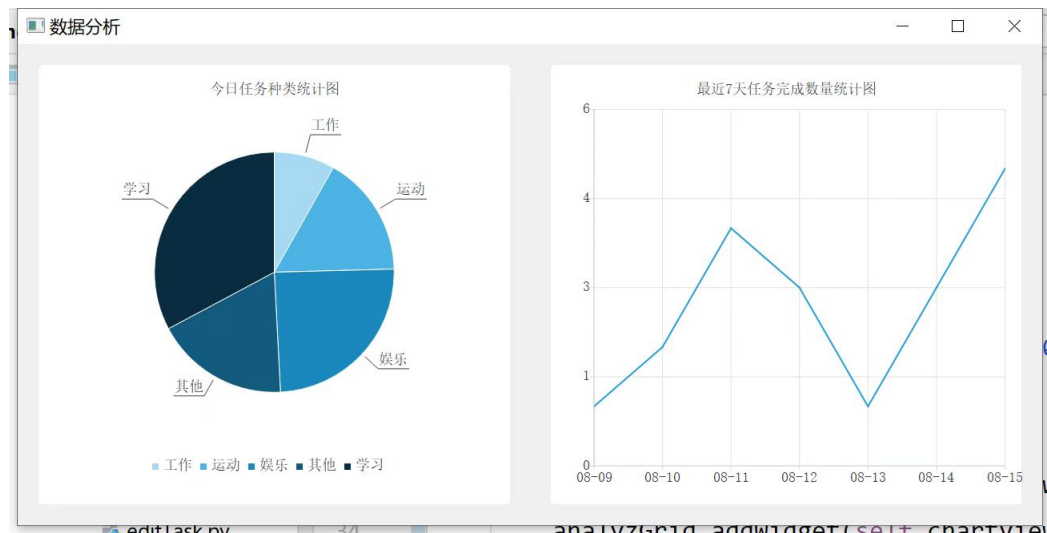 数据分析
今日任务种类统计图
工作
学习
运动
娱乐
其他
工作 运动 娱乐 其他 学习
最近7天任务完成数量统计图
6
4
3
1
0
08-09 08-10 08-11 08-12 08-13 08-14 08-15
editTask.py 34 analyzGrid.addWidget(self.chartview